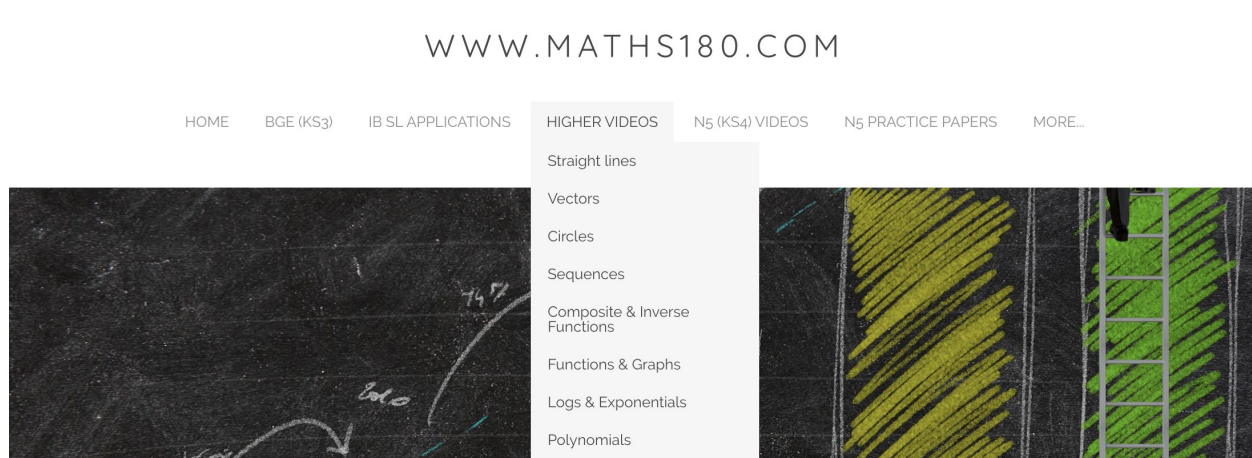 WWW.MATHS180.COM
HOME BGE (KS3) IB SL APPLICATIONS HIGHER VIDEOS N5 (KS4) VIDEOS N5 PRACTICE PAPERS MORE...
Straight lines
Vectors
Circles
Sequences
Composite & Inverse
Functions
Functions & Graphs
Logs & Exponentials
Polynomials